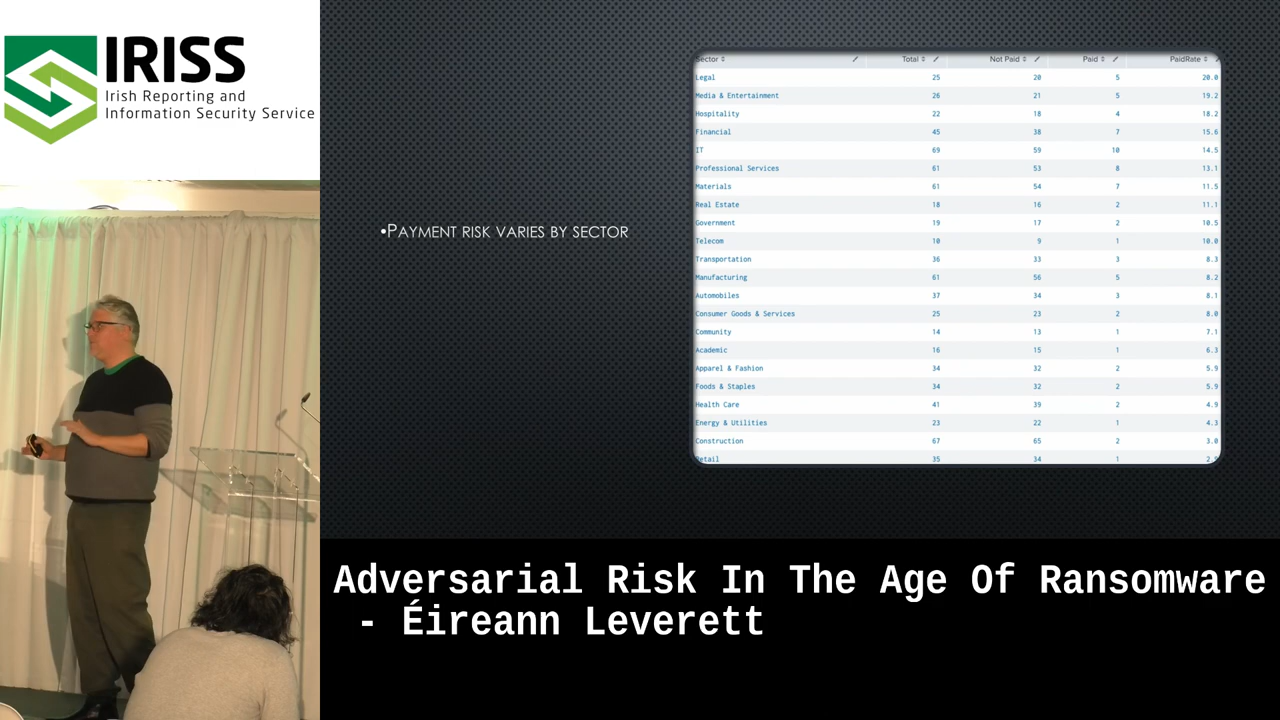 IRISS
Irish Reporting and
Information Security Service
•PAYMENT RISK VARIES BY SECTOR
Sector Total Not Paid Paid PaidRate
Legal 25 20 5 20.0
Media & Entertainment 26 21 5 19.2
Hospitality 22 18 4 18.2
Financial 45 38 7 15.6
IT 69 59 10 14.5
Professional Services 61 53 8 13.1
Materials 61 54 7 11.5
Real Estate 18 16 2 11.1
Government 19 17 2 10.5
Telecom 10 9 1 10.0
Transportation 36 33 3 8.3
Manufacturing 61 56 5 8.2
Automobiles 37 34 3 8.1
Consumer Goods & Services 25 23 2 8.0
Community 14 13 1 7.1
Academic 16 15 1 6.3
Apparel & Fashion 34 32 2 5.9
Foods & Staples 34 32 2 5.9
Health Care 41 39 2 4.9
Energy & Utilities 23 22 1 4.3
Construction 67 65 2 3.0
Retail 35 34 1 2.9
Adversarial Risk In The Age Of Ransomware
- Éireann Leverett